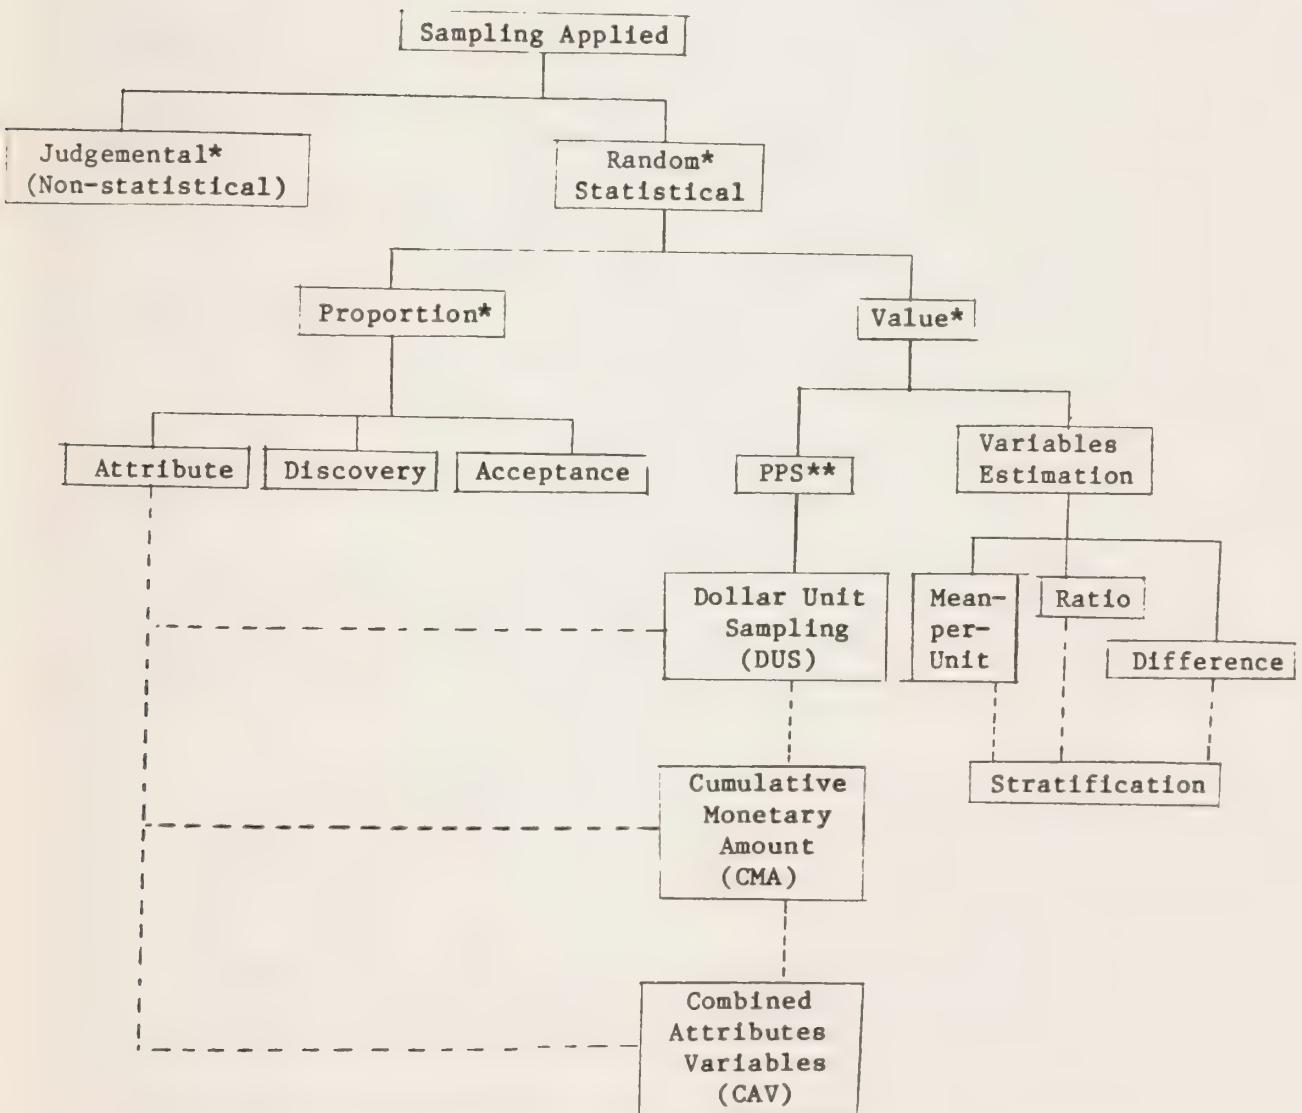 Sampling Applied
Judgemental*
(Non-statistical)
Random*
Statistical
Proportion*
Value*
Attribute
Discovery
Acceptance
PPS**
Variables
Estimation
Dollar Unit
Sampling
(DUS)
Mean-
per-
Unit
Ratio
Difference
Cumulative
Monetary
Amount
(CMA)
Stratification
Combined
Attributes
Variables
(CAV)